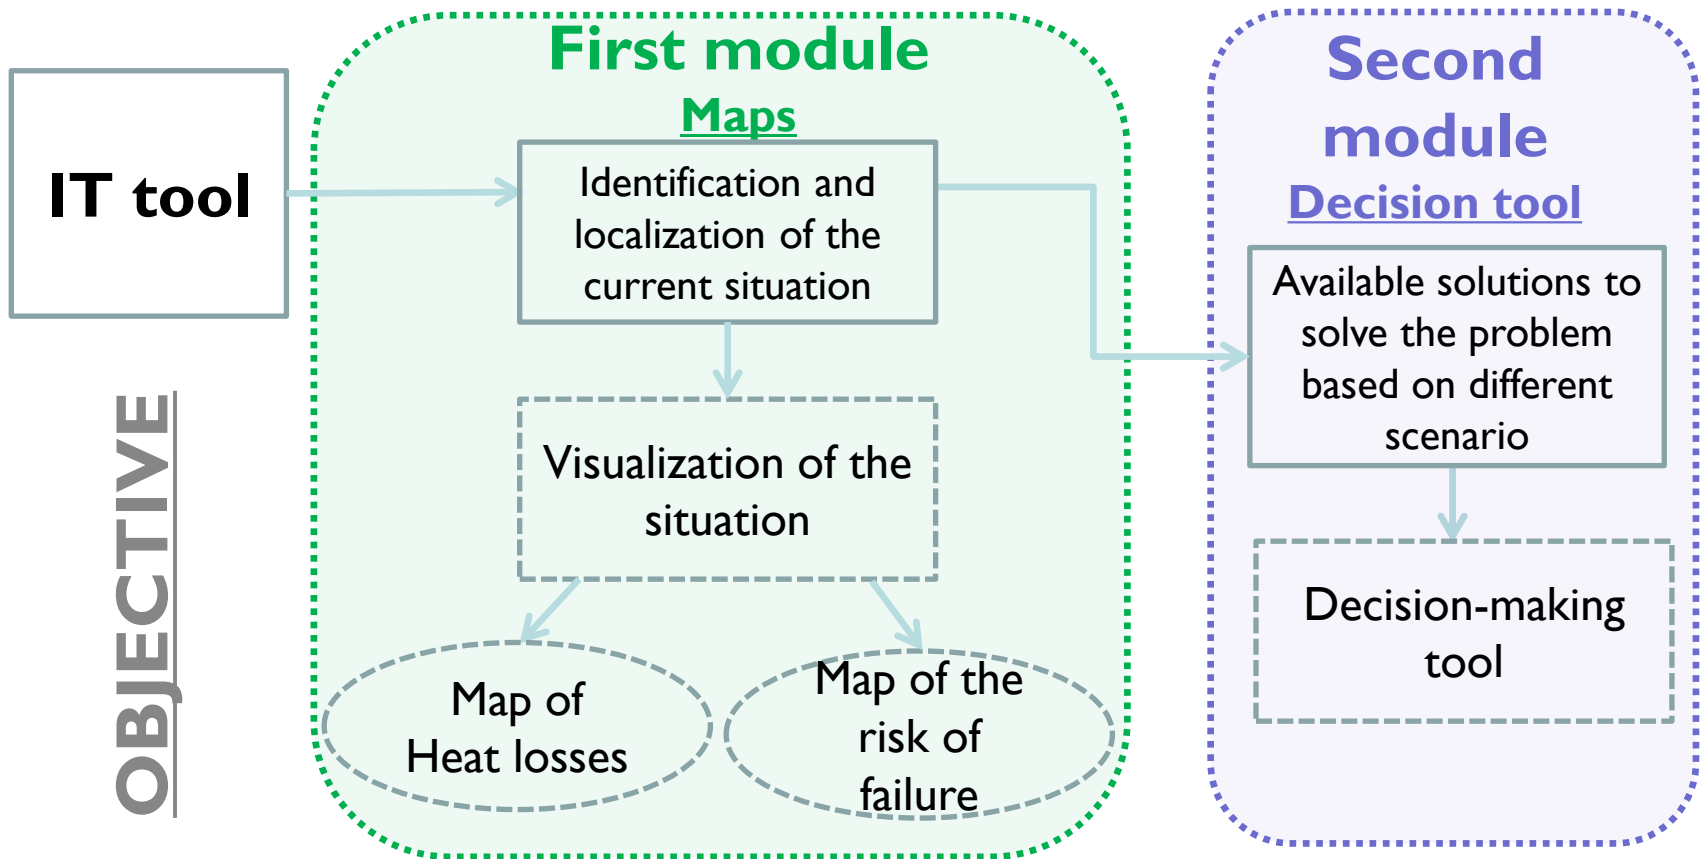 First module
Maps
Second
module
Decision tool
IT tool
Identification and
localization of the
current situation
Available solutions to
solve the problem
based on different
scenario
Visualization of the
situation
Decision-making
tool
Map of
Heat losses
Map of the
risk of
failure
OBJECTIVE